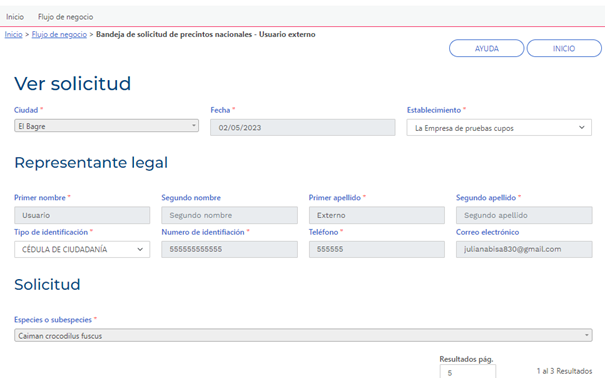 Inicio Flujo de negocio
Inicio > Flujo de negocio > Bandeja de solicitud de precintos nacionales - Usuario externo
AYUDA INICIO
Ver solicitud
Ciudad * Fecha * Establecimiento *
El Bagre 02/05/2023 La Empresa de pruebas cupos
Representante legal
Primer nombre * Segundo nombre Primer apellido * Segundo apellido *
Usuario Segundo nombre Externo Segundo apellido
Tipo de identificación * Numero de identifiación * Teléfono * Correo electrónico
CÉDULA DE CIUDADANÍA 555555555555 555555 julianabisa830@gmail.com
Solicitud
Especies o subespecies *
Caiman crocodilus fuscus
Resultados pág.
5 1 al 3 Resultados